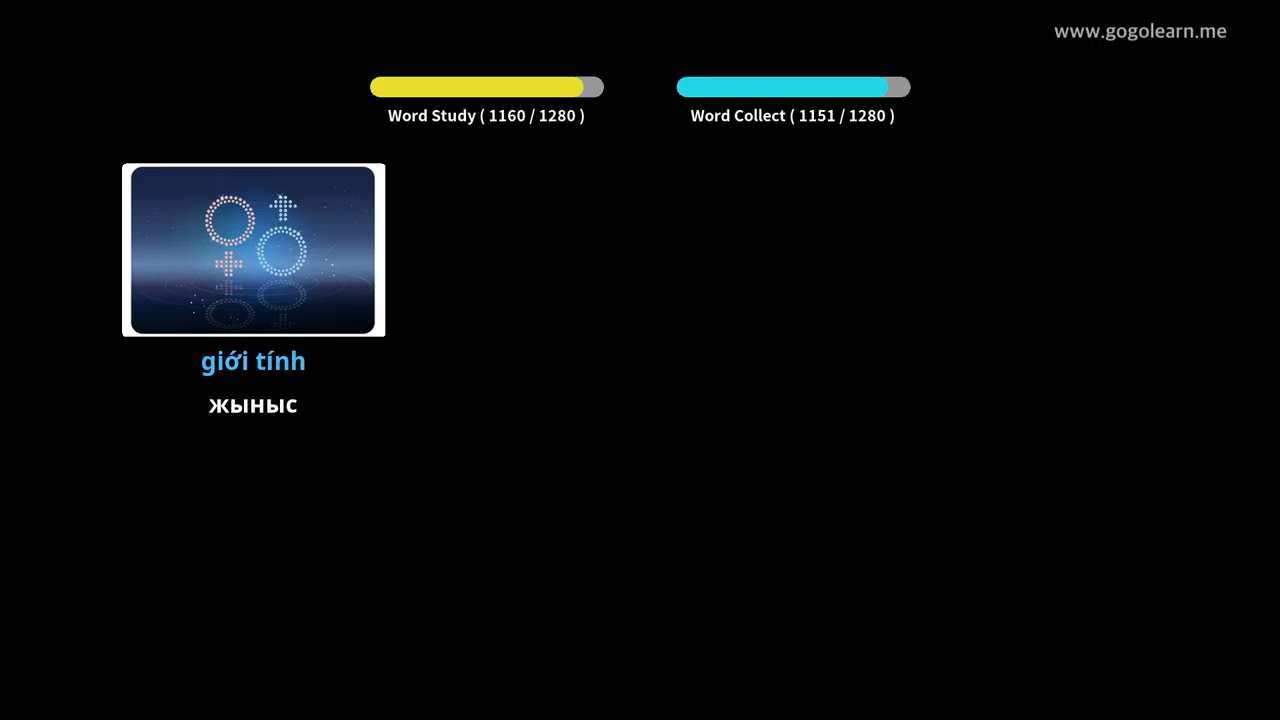 www.gogolearn.me
Word Study ( 1160 / 1280 )
Word Collect ( 1151 / 1280 )
giới tính
жыныс